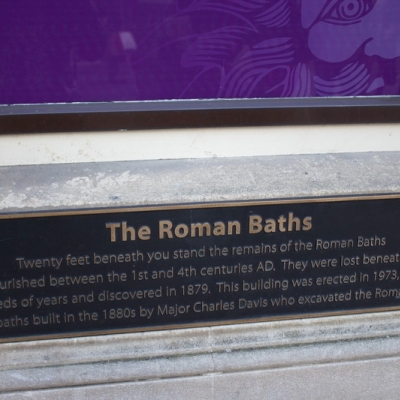 The Roman Baths
Twenty feet beneath you stand the remains of the Roman Baths
urished between the 1st and 4th centuries AD. They were lost beneat
eds of years and discovered in 1879. This building was erected in 1973,
baths built in the 1880s by Major Charles Davis who excavated the Rom